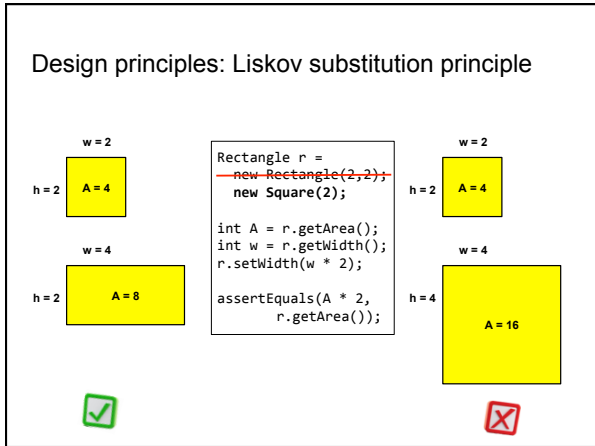 Design principles: Liskov substitution principle
w = 2
h = 2
A = 4
w = 4
h = 2
A = 8
Rectangle r =
new Rectangle(2,2);
new Square(2);
int A = r.getArea();
int w = r.getWidth();
r.setWidth(w * 2);
assertEquals(A * 2,
r.getArea());
w = 2
h = 2
A = 4
w = 4
h = 4
A = 16